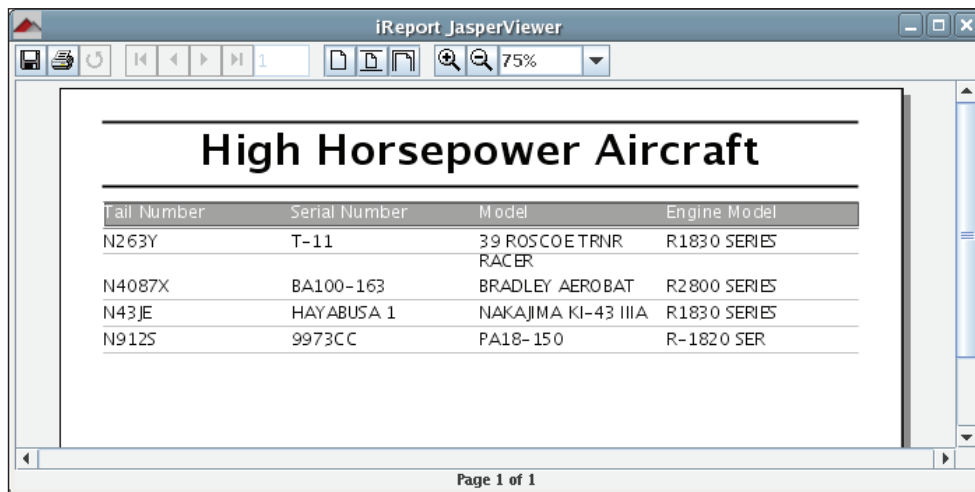 iReport JasperViewer
1
75%
High Horsepower Aircraft
Tail Number Serial Number Model Engine Model
N263Y T-11 39 ROSCOE TRNR R1830 SERIES
RACER
N4087X BA100-163 BRADLEY AEROBAT R2800 SERIES
N43JE HAYABUSA 1 NAKAJIMA KI-43 IIIA R1830 SERIES
N912S 9973CC PA18-150 R-1820 SER
Page 1 of 1